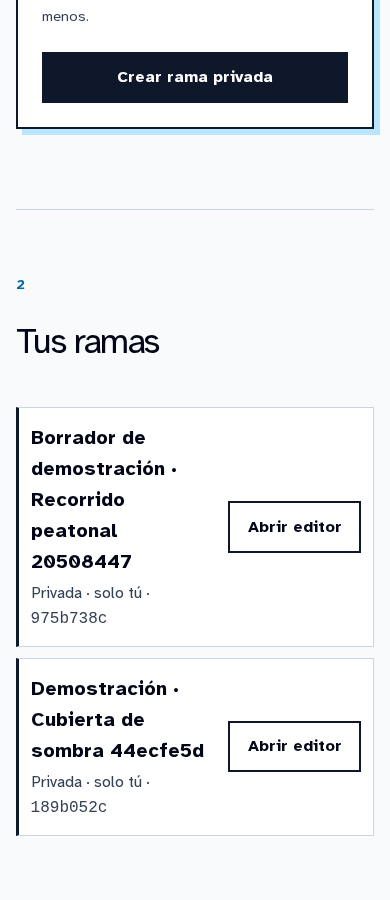 menos.
Crear rama privada
2
Tus ramas
Borrador de
demostración ·
Recorrido
peatonal
20508447
Privada · solo tú ·
975b738c
Abrir editor
Demostración ·
Cubierta de
sombra 44ecfe5d
Privada · solo tú ·
189b052c
Abrir editor